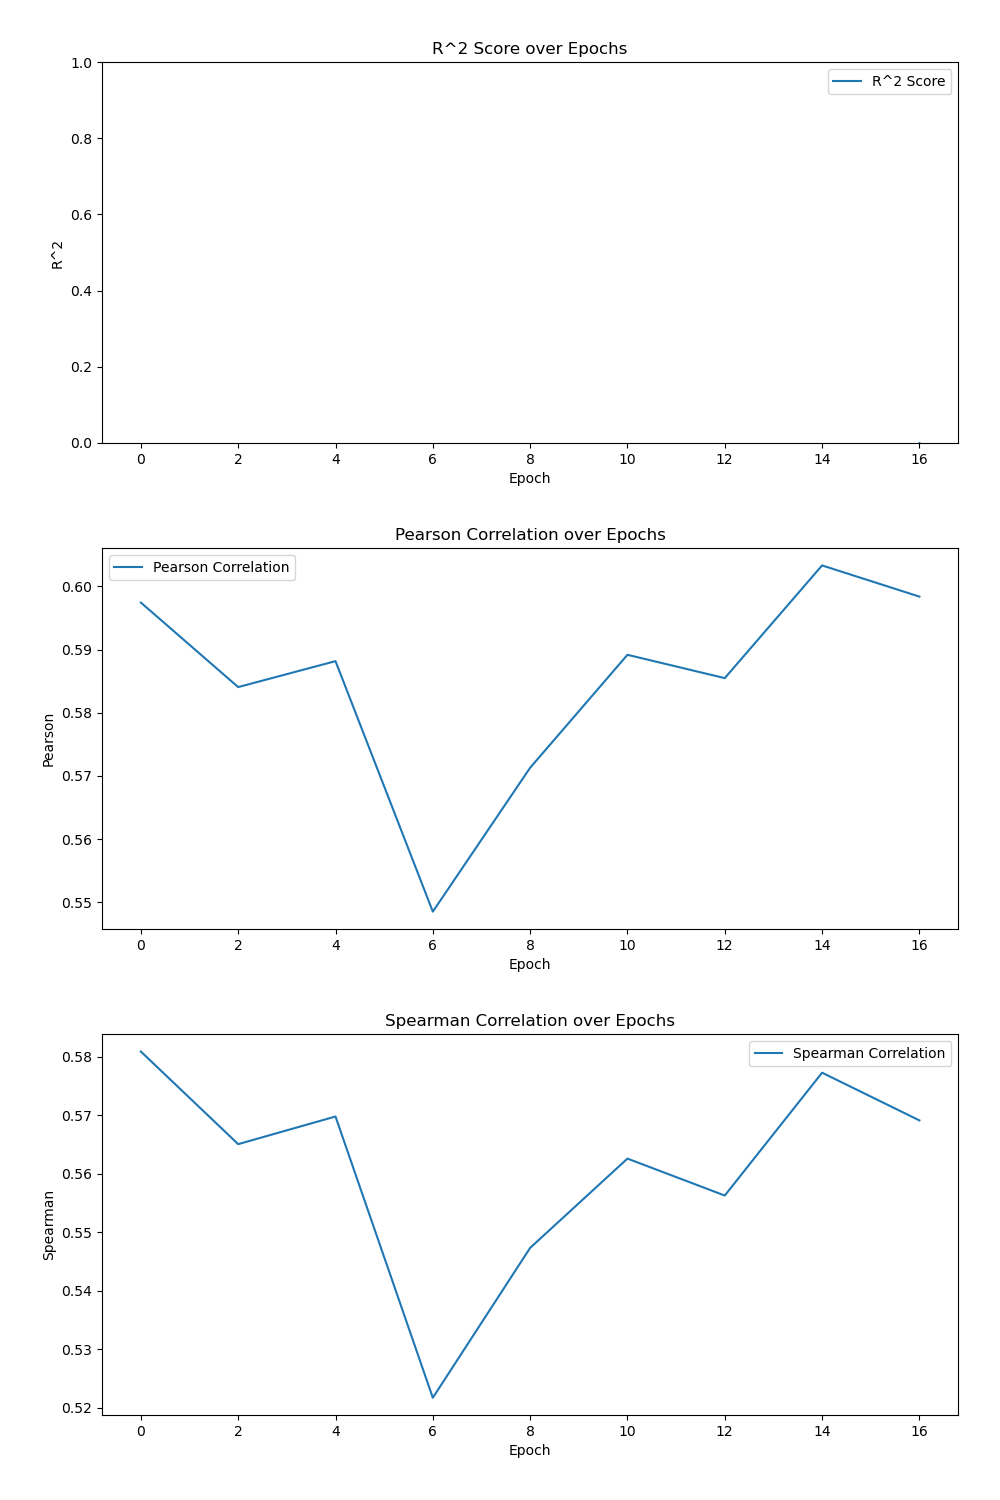 R^2 Score over Epochs
1.0
R^2 Score
0.8
0.6
R^2
0.4
0.2
0.0
0 2 4 6 8 10 12 14 16
Epoch
Pearson Correlation over Epochs
Pearson Correlation
0.60
0.59
0.58
Pearson
0.57
0.56
0.55
0 2 4 6 8 10 12 14 16
Epoch
Spearman Correlation over Epochs
Spearman Correlation
0.58
0.57
0.56
Spearman
0.55
0.54
0.53
0.52
0 2 4 6 8 10 12 14 16
Epoch